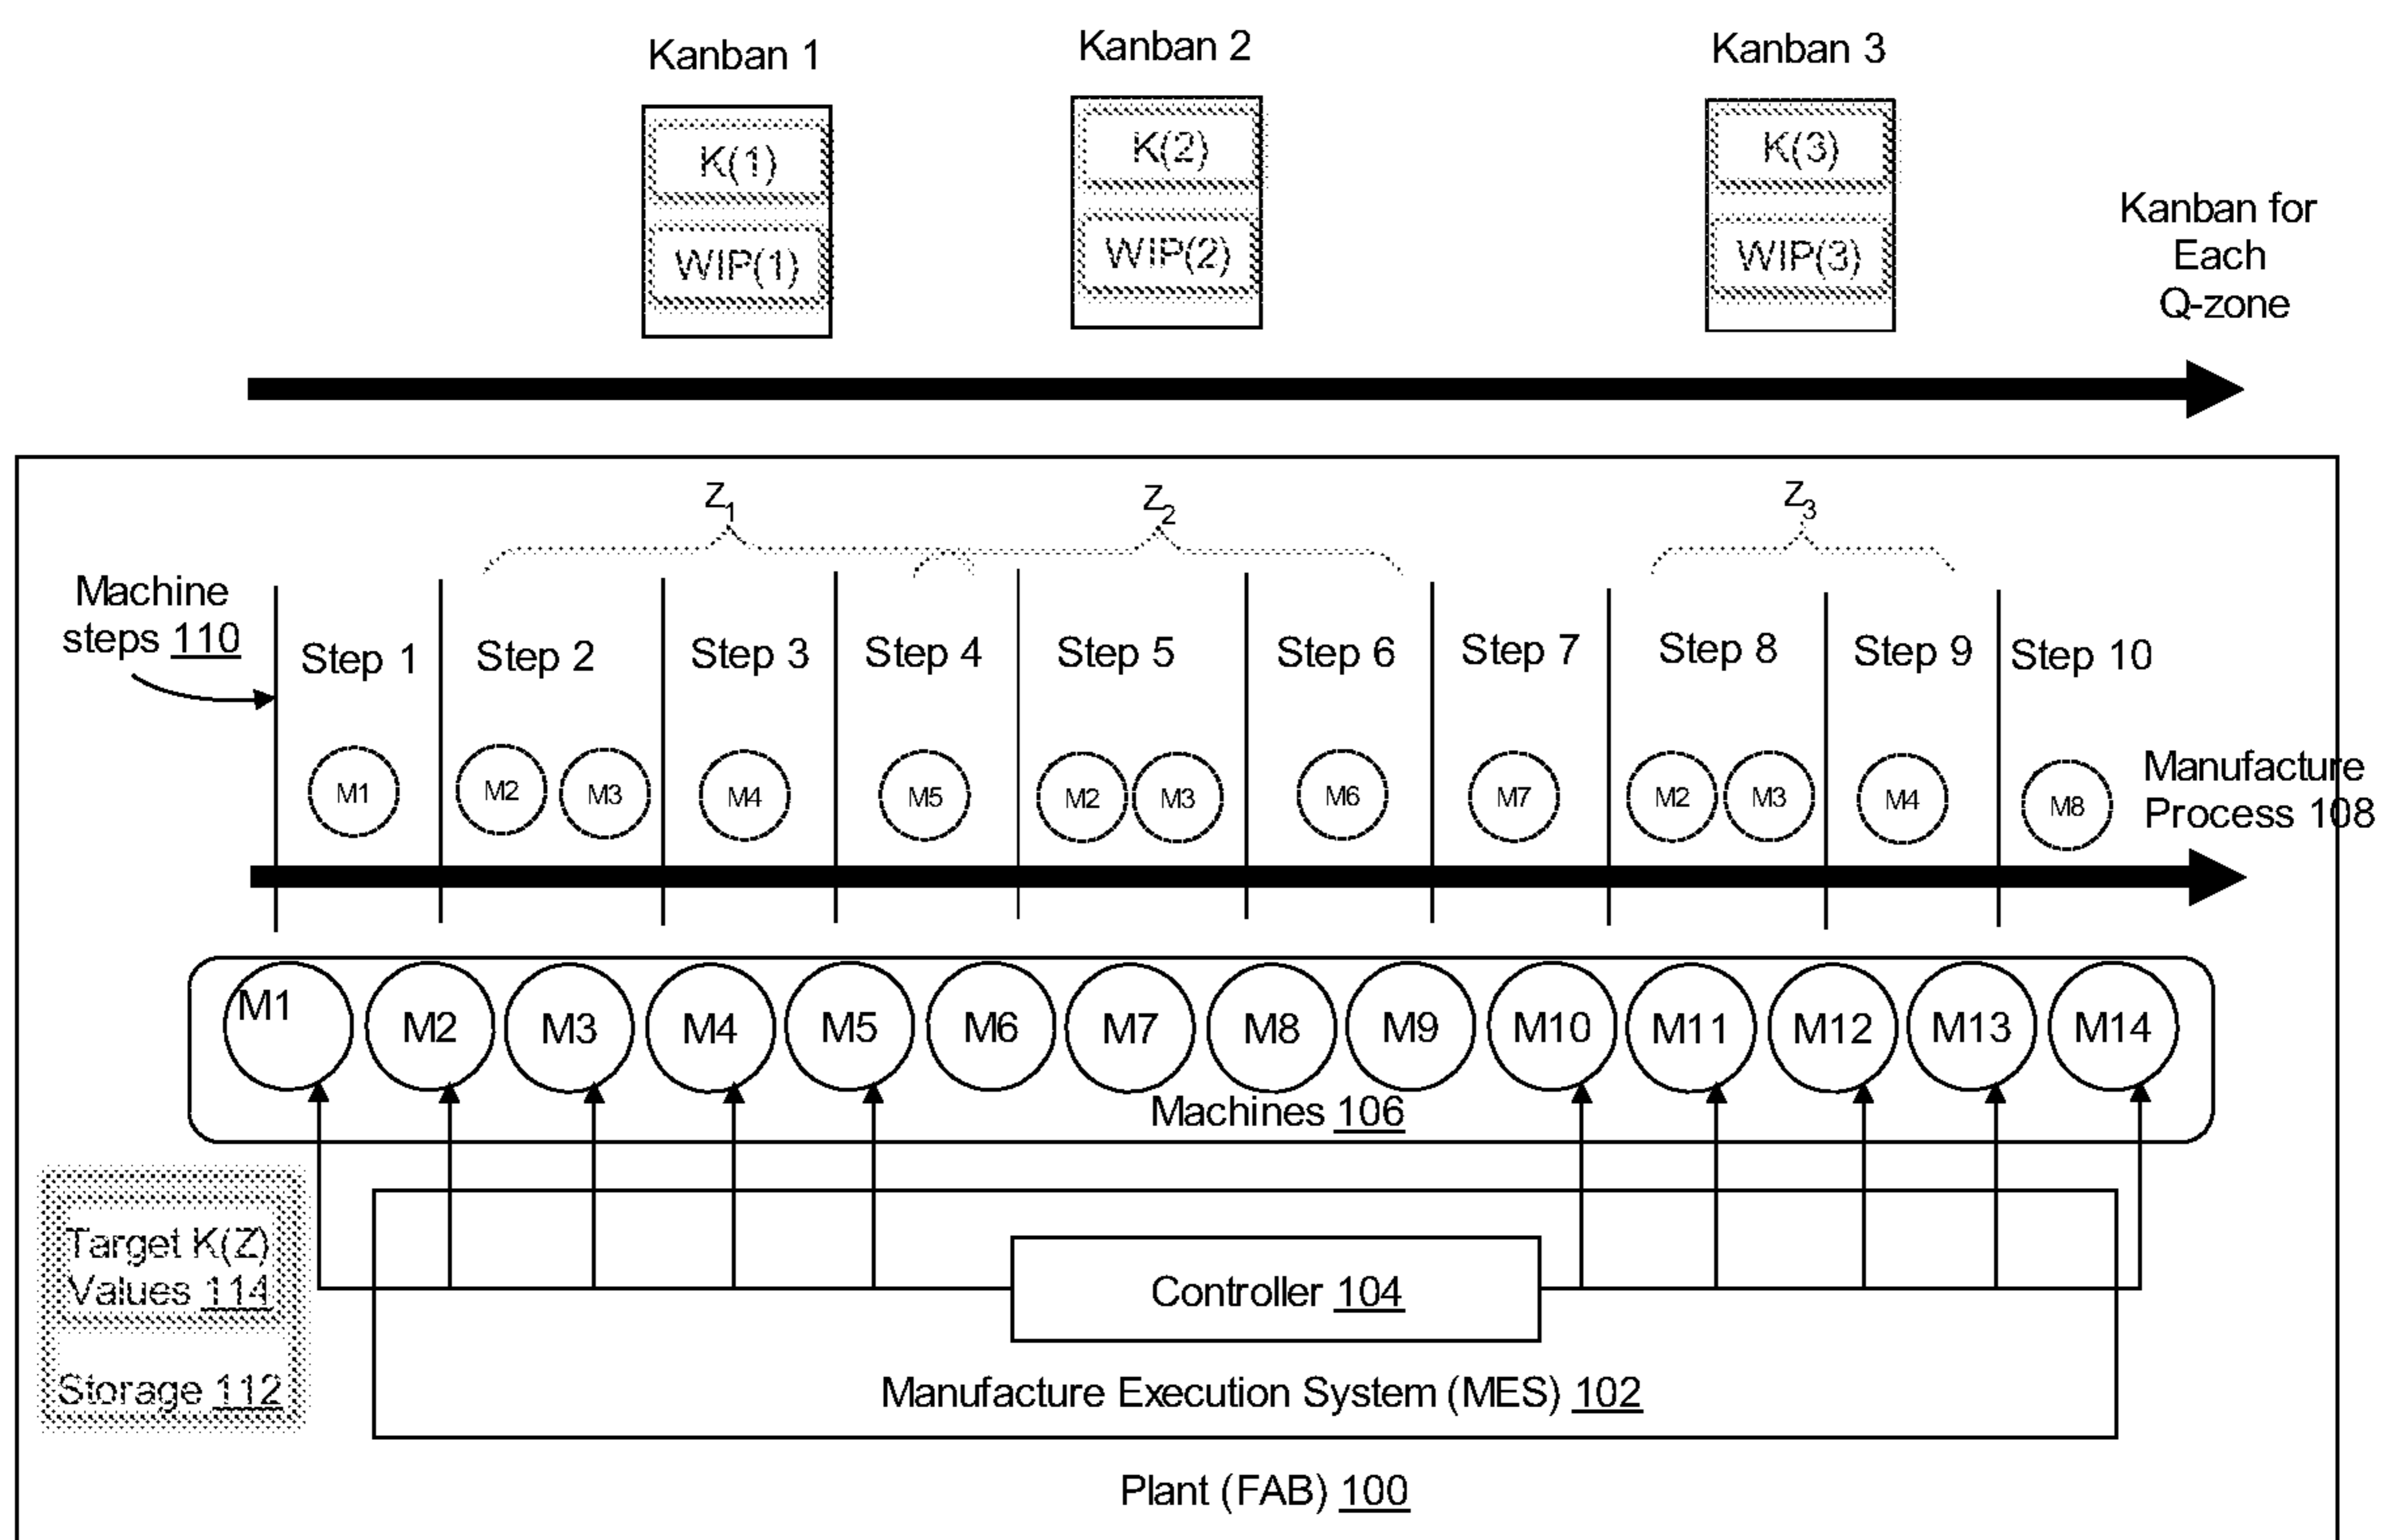 Kanban 1
Kanban 2
Kanban 3
K(1)
K(2)
K(3)
WIP(1)
WIP(2)
WIP(3)
Kanban for
Each
Q-zone
Z1
Z2
Z3
Machine
steps 110
Step 1
Step 2
Step 3
Step 4
Step 5
Step 6
Step 7
Step 8
Step 9
Step 10
M1
M2
M3
M4
M5
M2
M3
M6
M7
M2
M3
M4
M8
Manufacture
Process 108
M1
M2
M3
M4
M5
M6
M7
M8
M9
M10
M11
M12
M13
M14
Machines 106
Target K(Z)
Values 114
Storage 112
Controller 104
Manufacture Execution System (MES) 102
Plant (FAB) 100